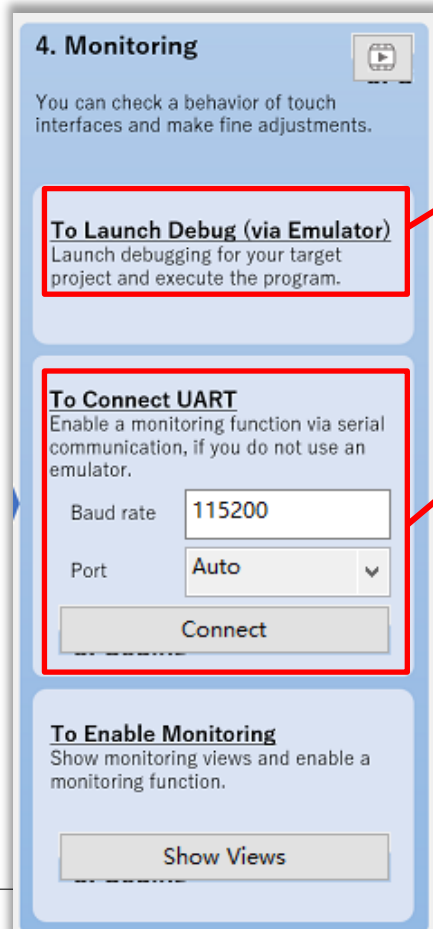 4. Monitoring
You can check a behavior of touch
interfaces and make fine adjustments.
To Launch Debug (via Emulator)
Launch debugging for your target
project and execute the program.
To Connect UART
Enable a monitoring function via serial
communication, if you do not use an
emulator.
Baud rate 115200
Port Auto
Connect
To Enable Monitoring
Show monitoring views and enable a
monitoring function.
Show Views